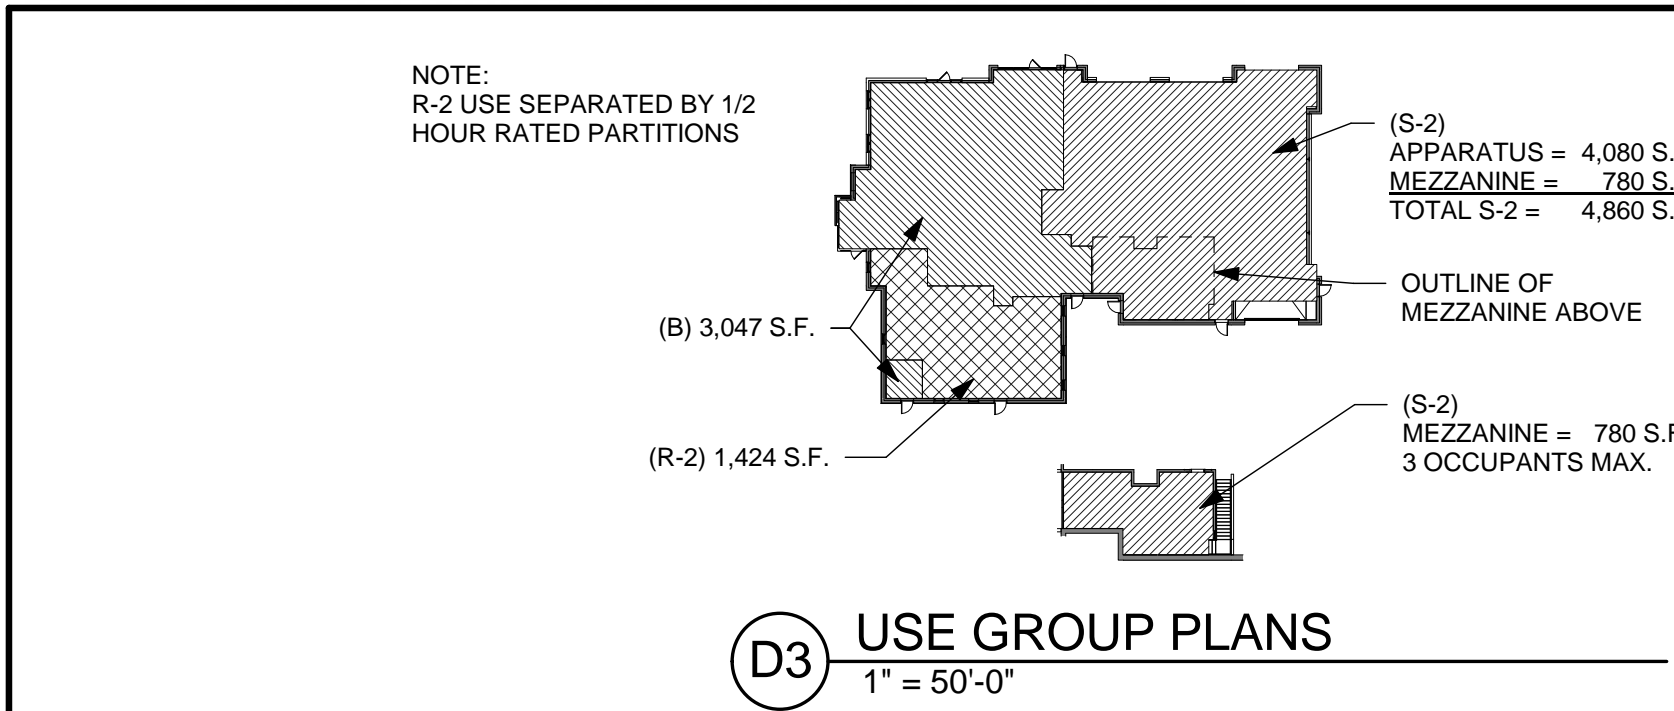 NOTE:
R-2 USE SEPARATED BY 1/2
HOUR RATED PARTITIONS
(S-2)
APPARATUS = 4,080 S.
MEZZANINE = 780 S.
TOTAL S-2 = 4,860 S.
OUTLINE OF
MEZZANINE ABOVE
(B) 3,047 S.F.
(R-2) 1,424 S.F.
(S-2)
MEZZANINE = 780 S.F
3 OCCUPANTS MAX.
D3
USE GROUP PLANS
1" = 50'-0"